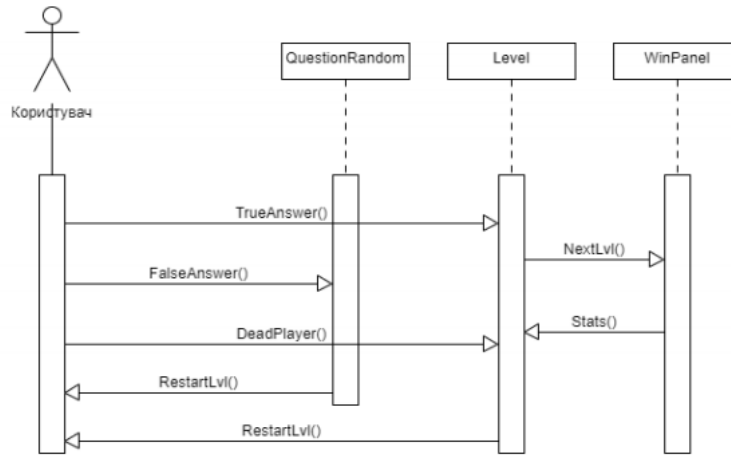 QuestionRandom
Level
WinPanel
Користувач
TrueAnswer()
NextLvl()
FalseAnswer()
Stats()
DeadPlayer()
RestartLvl()
RestartLvl()